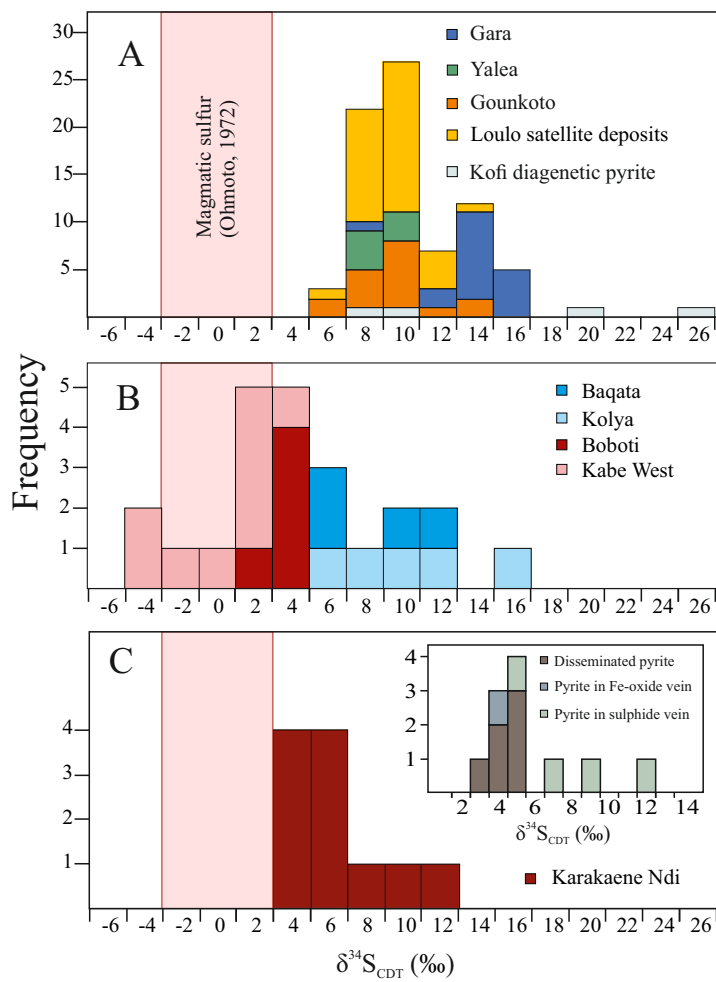 A
30
25
20
15
10
5
Magmatic sulfur
(Ohmoto, 1972)
Gara
Yalea
Gounkoto
Loulo satellite deposits
Kofi diagenetic pyrite
-6 -4 -2 0 2 4 6 8 10 12 14 16 18 20 22 24 26
Frequency
B
5
4
3
2
1
Baqata
Kolya
Boboti
Kabe West
-6 -4 -2 0 2 4 6 8 10 12 14 16 18 20 22 24 26
C
4
3
2
1
4
3
2
1
Disseminated pyrite
Pyrite in Fe-oxide vein
Pyrite in sulphide vein
2 4 6 8 10 12 14
δ³⁴S_CDT (‰)
Karakaene Ndi
-6 -4 -2 0 2 4 6 8 10 12 14 16 18 20 22 24 26
δ³⁴S_CDT (‰)